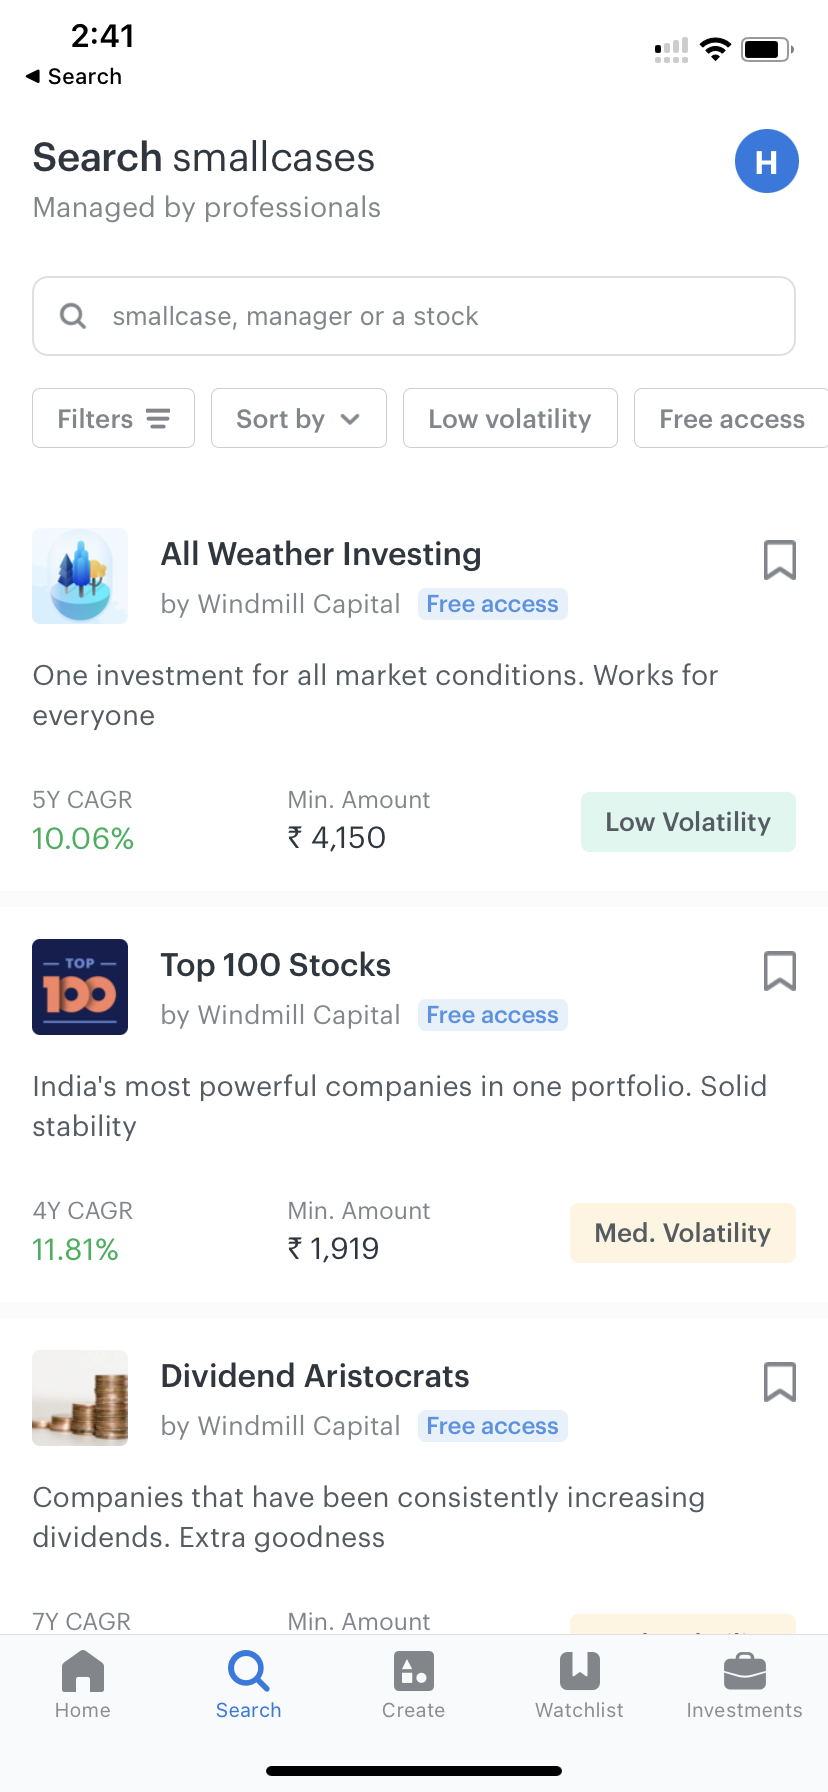 2:41
Search
Search smallcases
H
Managed by professionals
smallcase, manager or a stock
Filters
Sort by
Low volatility
Free access
All Weather Investing
by Windmill Capital Free access
One investment for all market conditions. Works for
everyone
5Y CAGR
Min. Amount
10.06%
₹ 4,150
Low Volatility
TOP
100
Top 100 Stocks
by Windmill Capital Free access
India's most powerful companies in one portfolio. Solid
stability
4Y CAGR
Min. Amount
11.81%
₹ 1,919
Med. Volatility
Dividend Aristocrats
by Windmill Capital Free access
Companies that have been consistently increasing
dividends. Extra goodness
7Y CAGR
Min. Amount
Home
Search
Create
Watchlist
Investments